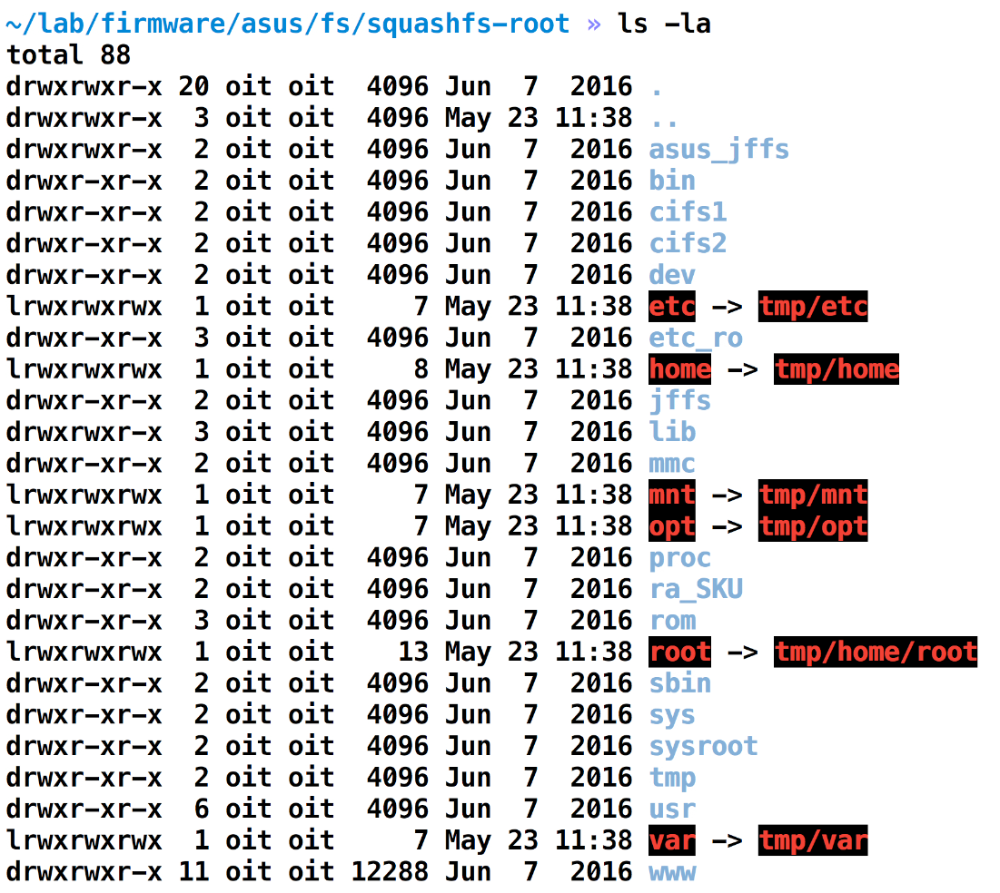 ~/lab/firmware/asus/fs/squashfs-root » ls -la
total 88
drwxrwxr-x 20 oit oit  4096 Jun  7  2016 .
drwxrwxr-x  3 oit oit  4096 May 23 11:38 ..
drwxrwxr-x  2 oit oit  4096 Jun  7  2016 asus_jffs
drwxr-xr-x  2 oit oit  4096 Jun  7  2016 bin
drwxr-xr-x  2 oit oit  4096 Jun  7  2016 cifs1
drwxr-xr-x  2 oit oit  4096 Jun  7  2016 cifs2
drwxr-xr-x  2 oit oit  4096 Jun  7  2016 dev
lrwxrwxrwx  1 oit oit     7 May 23 11:38 etc -> tmp/etc
drwxr-xr-x  3 oit oit  4096 Jun  7  2016 etc_ro
lrwxrwxrwx  1 oit oit     8 May 23 11:38 home -> tmp/home
drwxr-xr-x  2 oit oit  4096 Jun  7  2016 jffs
drwxr-xr-x  3 oit oit  4096 Jun  7  2016 lib
drwxr-xr-x  2 oit oit  4096 Jun  7  2016 mmc
lrwxrwxrwx  1 oit oit     7 May 23 11:38 mnt -> tmp/mnt
lrwxrwxrwx  1 oit oit     7 May 23 11:38 opt -> tmp/opt
drwxr-xr-x  2 oit oit  4096 Jun  7  2016 proc
drwxr-xr-x  2 oit oit  4096 Jun  7  2016 ra_SKU
drwxr-xr-x  3 oit oit  4096 Jun  7  2016 rom
lrwxrwxrwx  1 oit oit    13 May 23 11:38 root -> tmp/home/root
drwxr-xr-x  2 oit oit  4096 Jun  7  2016 sbin
drwxr-xr-x  2 oit oit  4096 Jun  7  2016 sys
drwxr-xr-x  2 oit oit  4096 Jun  7  2016 sysroot
drwxr-xr-x  2 oit oit  4096 Jun  7  2016 tmp
drwxr-xr-x  6 oit oit  4096 Jun  7  2016 usr
lrwxrwxrwx  1 oit oit     7 May 23 11:38 var -> tmp/var
drwxrwxr-x 11 oit oit 12288 Jun  7  2016 www